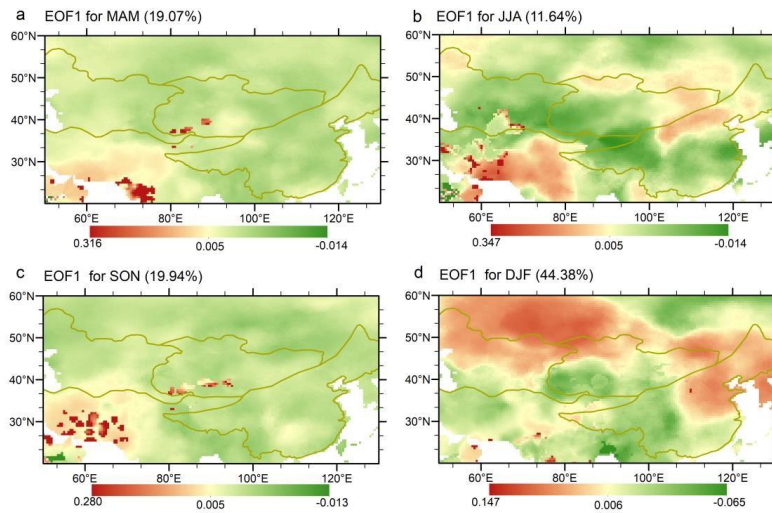 a EOF1 for MAM (19.07%)
60°N
50°N
40°N
30°N
60°E 80°E 100°E 120°E
0.316 0.005 -0.014
b EOF1 for JJA (11.64%)
60°N
50°N
40°N
30°N
60°E 80°E 100°E 120°E
0.347 0.005 -0.014
c EOF1 for SON (19.94%)
60°N
50°N
40°N
30°N
60°E 80°E 100°E 120°E
0.280 0.005 -0.013
d EOF1 for DJF (44.38%)
60°N
50°N
40°N
30°N
60°E 80°E 100°E 120°E
0.147 0.006 -0.065